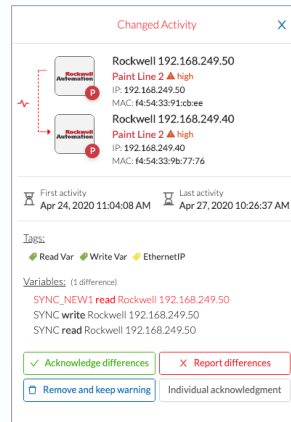 Changed Activity
X
Rockwell 192.168.249.50
Paint Line 2 high
IP: 192.168.249.50
MAC: f4:54:33:91:cb:ee
Rockwell
Automation
P
Rockwell 192.168.249.40
Paint Line 2 high
IP: 192.168.249.40
MAC: f4:54:33:9b:77:76
Rockwell
Automation
P
First activity
Apr 24, 2020 11:04:08 AM
Last activity
Apr 27, 2020 10:26:37 AM
Tags:
Read Var Write Var EthernetIP
Variables: (1 difference)
SYNC_NEW1 read Rockwell 192.168.249.50
SYNC write Rockwell 192.168.249.50
SYNC read Rockwell 192.168.249.50
Acknowledge differences
Report differences
Remove and keep warning
Individual acknowledgment